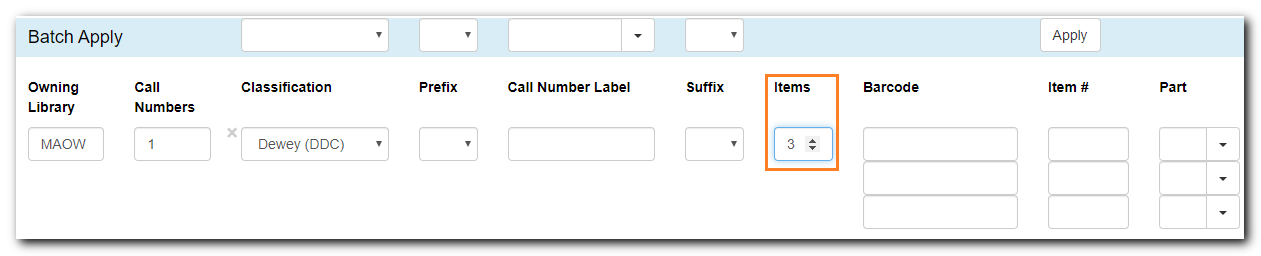 Batch Apply Apply
Owning Library Call Numbers Classification Prefix Call Number Label Suffix Items Barcode Item # Part
MAOW 1 × Dewey (DDC) 3